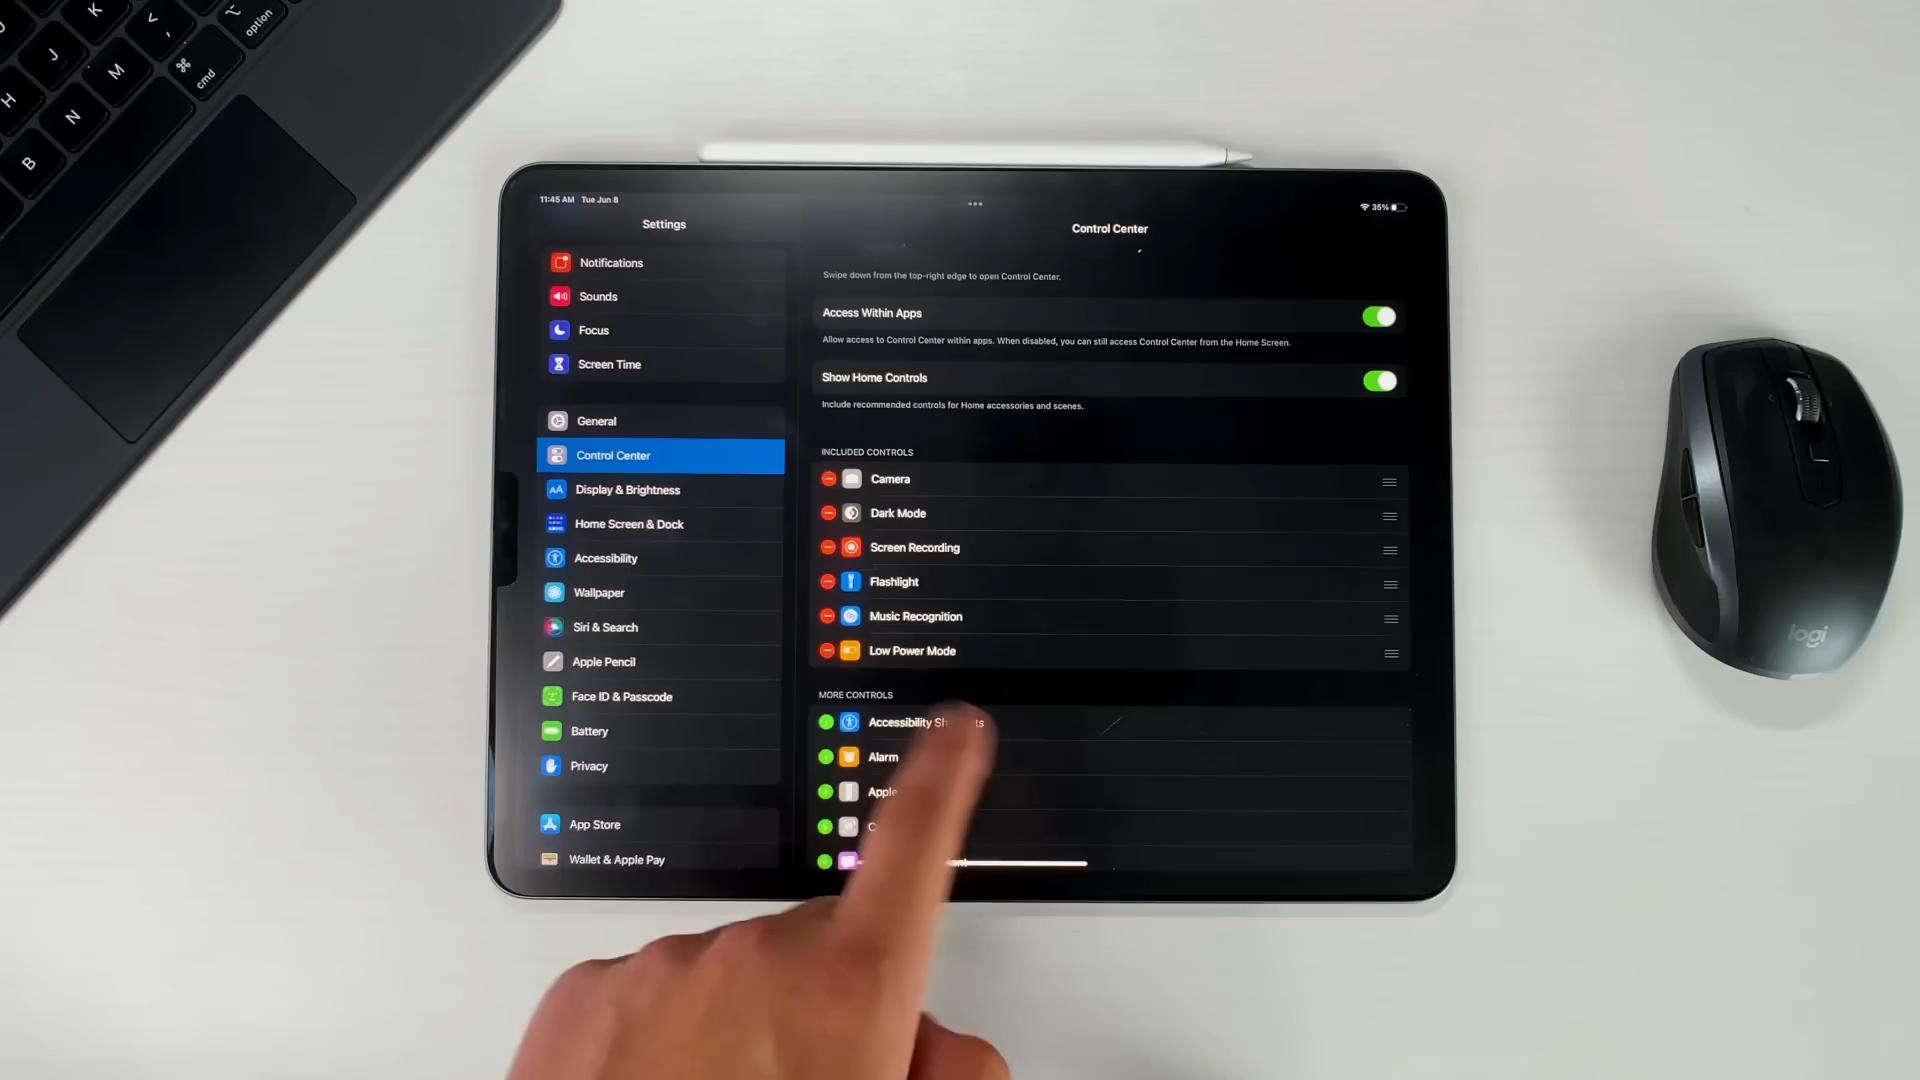 K
<
option
J
M
⌘
cmd
H
N
B
11:45 AM Tue Jun 8
35%
Settings
Control Center
Notifications
Sounds
Focus
Screen Time
General
Control Center
Display & Brightness
Home Screen & Dock
Accessibility
Wallpaper
Siri & Search
Apple Pencil
Face ID & Passcode
Battery
Privacy
App Store
Wallet & Apple Pay
Swipe down from the top-right edge to open Control Center.
Access Within Apps
Allow access to Control Center within apps. When disabled, you can still access Control Center from the Home Screen.
Show Home Controls
Include recommended controls for Home accessories and scenes.
INCLUDED CONTROLS
Camera
Dark Mode
Screen Recording
Flashlight
Music Recognition
Low Power Mode
MORE CONTROLS
Accessibility
Alarm
Apple
logi